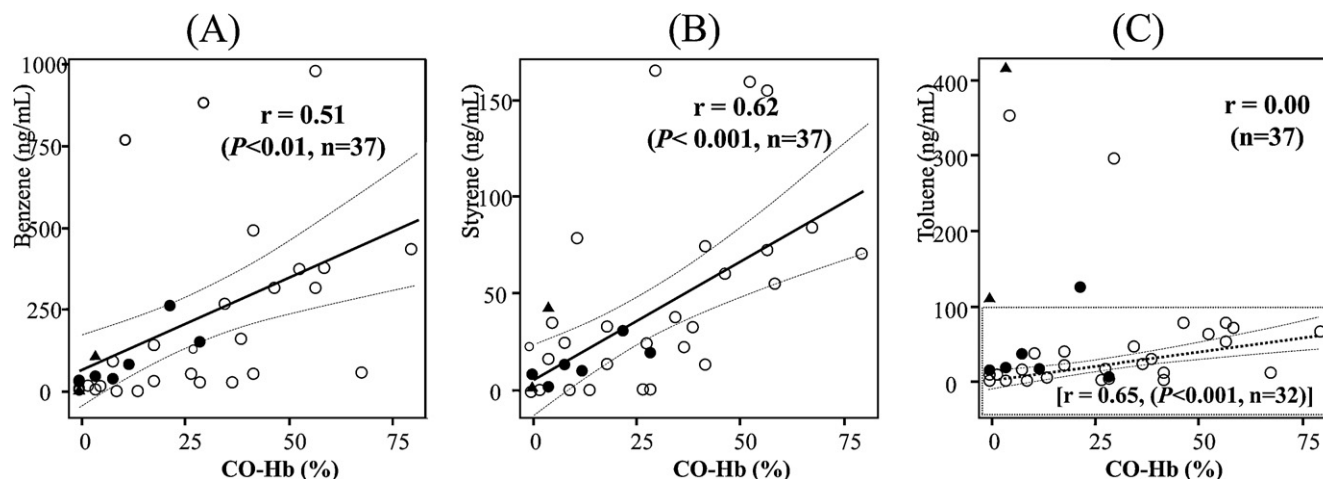 (A)
Benzene (ng/mL)
1000
750
500
250
0
r = 0.51
(P<0.01, n=37)
0
25
50
75
CO-Hb (%)
(B)
Styrene (ng/mL)
150
100
50
0
r = 0.62
(P< 0.001, n=37)
0
25
50
75
CO-Hb (%)
(C)
Toluene (ng/mL)
400
300
200
100
0
r = 0.00
(n=37)
[r = 0.65, (P<0.001, n=32)]
0
25
50
75
CO-Hb (%)